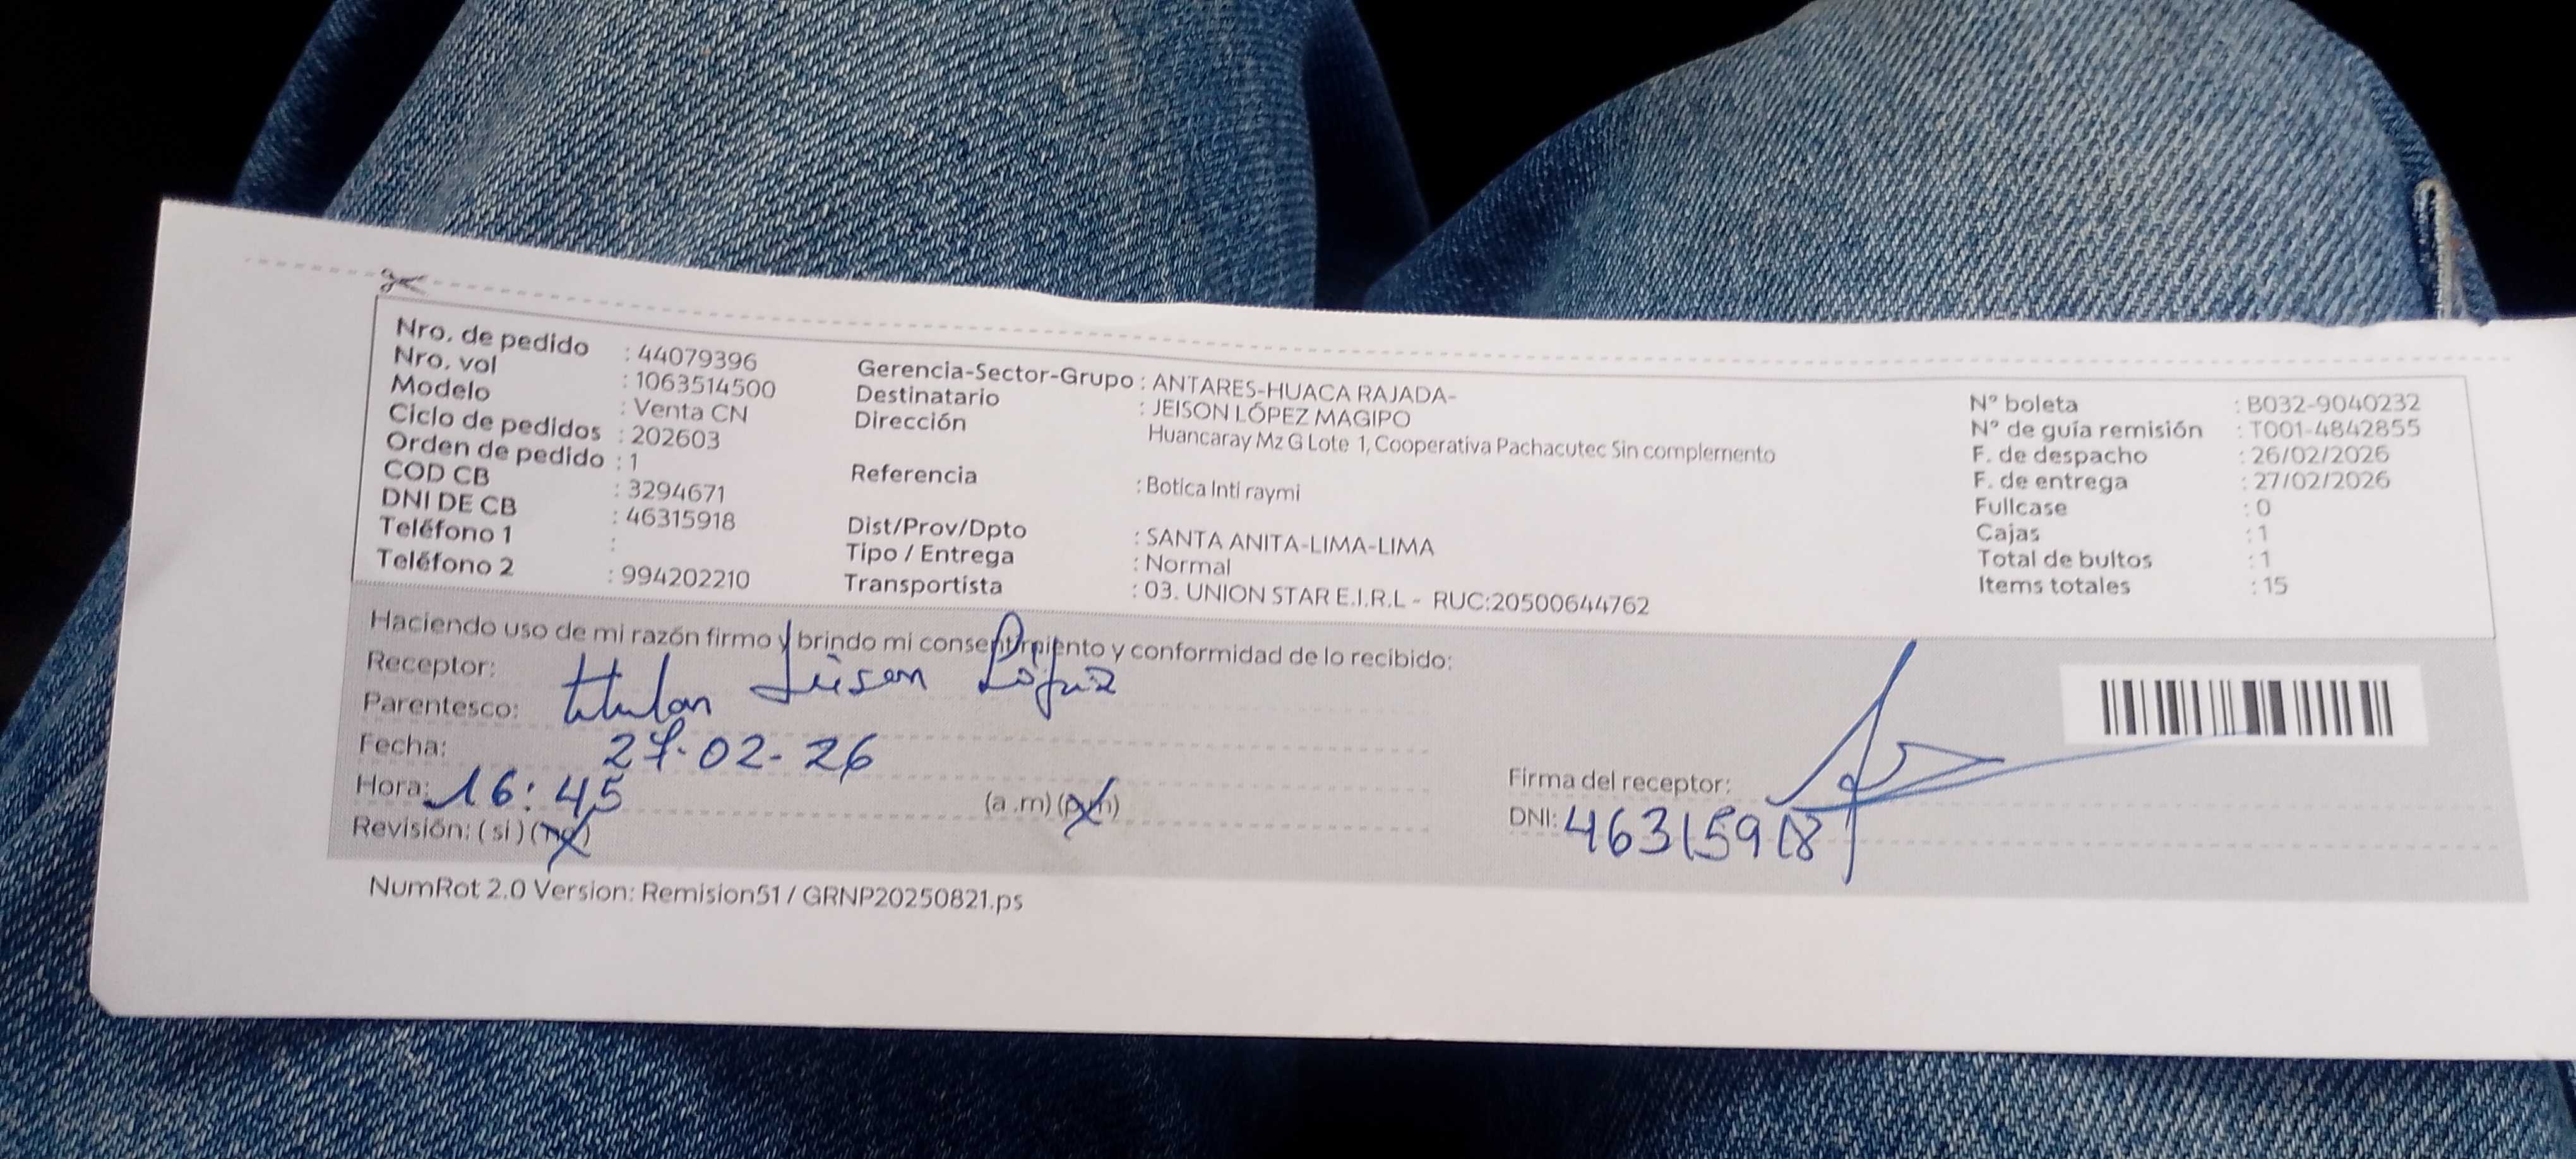 Nro. de pedido : 44079396
Nro. vol : 1063514500
Modelo : Venta CN
Ciclo de pedidos : 202603
Orden de pedido : 1
COD CB : 3294671
DNI DE CB : 46315918
Teléfono 1 :
Teléfono 2 : 994202210
Gerencia-Sector-Grupo : ANTARES-HUACA RAJADA-
Destinatario : JEISON LÓPEZ MAGIPO
Dirección Huancaray Mz G Lote 1, Cooperativa Pachacutec Sin complemento
Referencia : Botica Inti raymi
Dist/Prov/Dpto : SANTA ANITA-LIMA-LIMA
Tipo / Entrega : Normal
Transportista : 03. UNION STAR E.I.R.L - RUC:20500644762
N° boleta : B032-9040232
N° de guía remisión : T001-4842855
F. de despacho : 26/02/2026
F. de entrega : 27/02/2026
Fullcase : 0
Cajas : 1
Total de bultos : 1
Items totales : 15
Haciendo uso de mi razón firmo y brindo mi consentimiento y conformidad de lo recibido:
Receptor: Jeison López
Parentesco: titular
Fecha: 27-02-26
Hora: 16:45 (a.m) (p.m)
Revisión: ( si ) (no)
Firma del receptor:
DNI: 46315918
NumRot 2.0 Version: Remision51 / GRNP20250821.ps